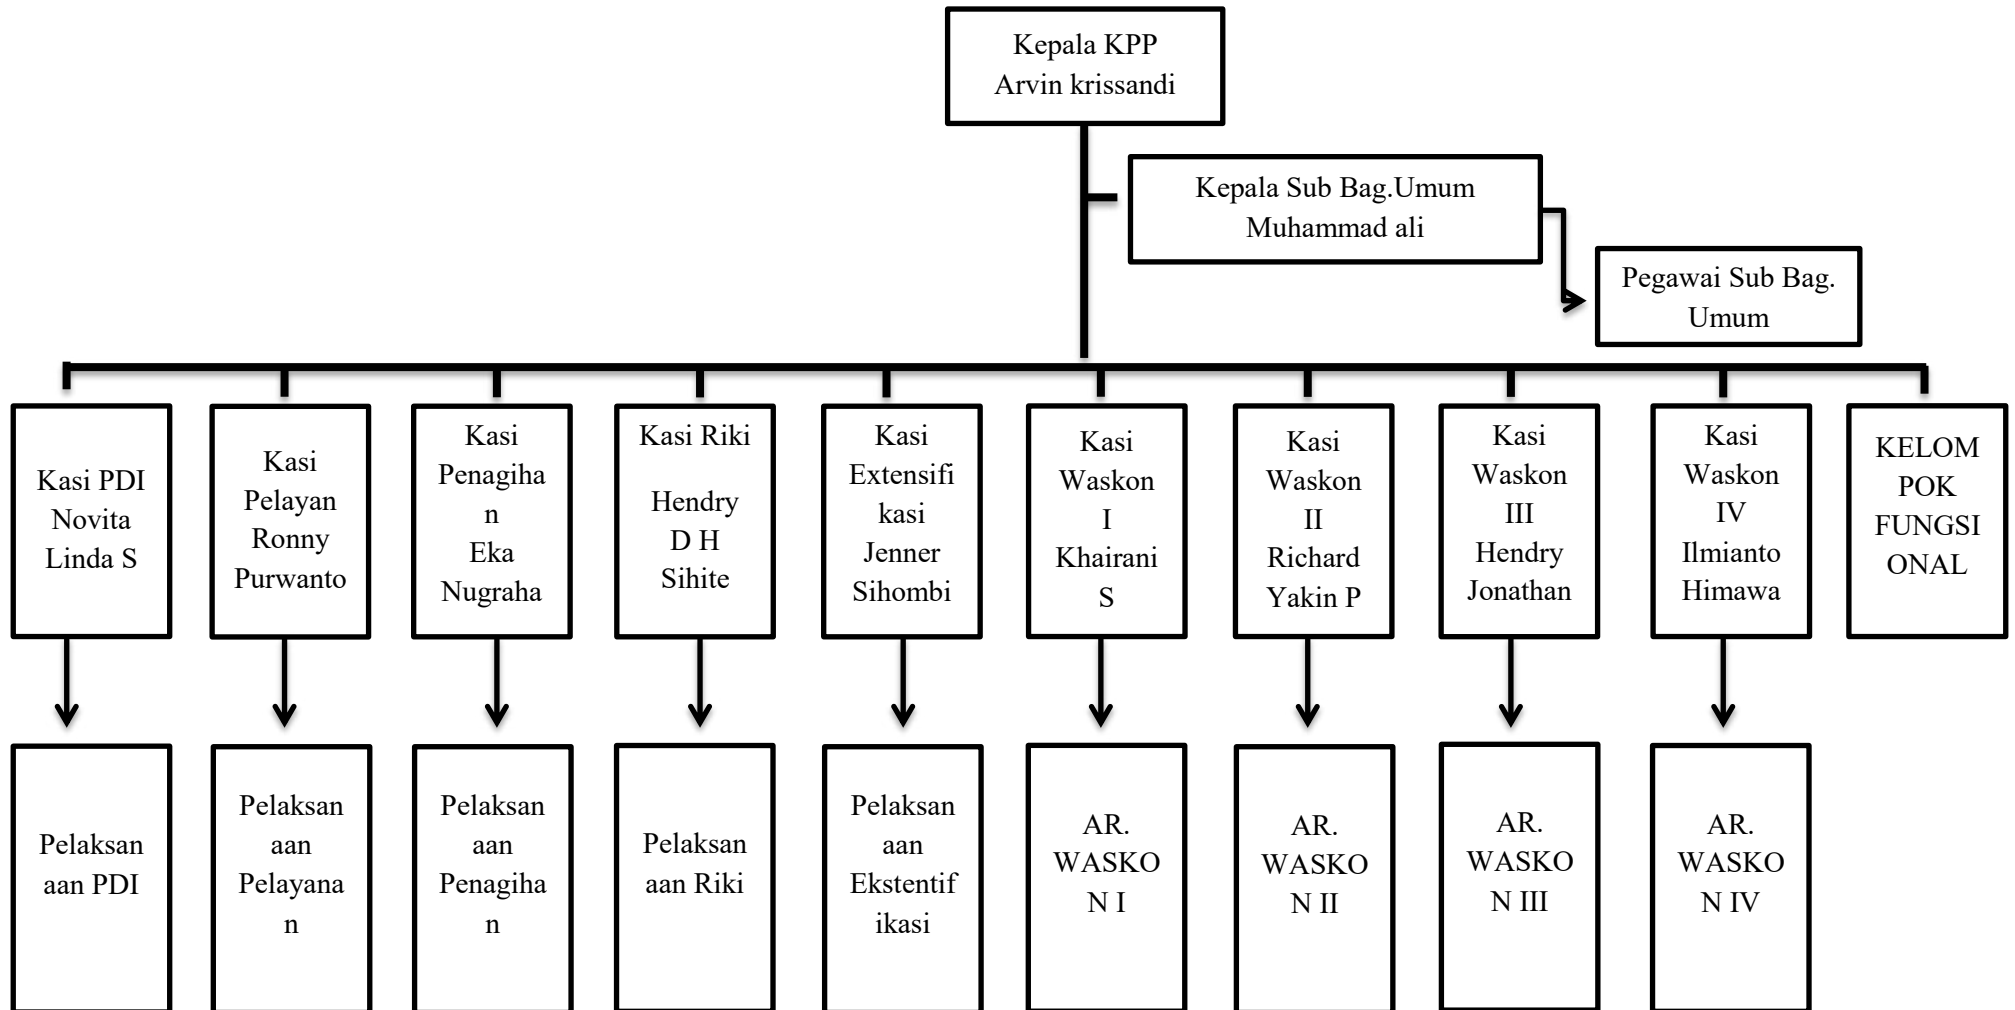 Kepala KPP
Arvin krissandi
Kepala Sub Bag.Umum
Muhammad ali
Pegawai Sub Bag.
Umum
Kasi PDI
Novita
Linda S
Kasi
Pelayan
Ronny
Purwanto
Kasi
Penagiha
n
Eka
Nugraha
Kasi Riki
Hendry
D H
Sihite
Kasi
Extensifi
kasi
Jenner
Sihombi
Kasi
Waskon
I
Khairani
S
Kasi
Waskon
II
Richard
Yakin P
Kasi
Waskon
III
Hendry
Jonathan
Kasi
Waskon
IV
Ilmianto
Himawa
KELOM
POK
FUNGSI
ONAL
Pelaksan
aan PDI
Pelaksan
aan
Pelayana
n
Pelaksan
aan
Penagiha
n
Pelaksan
aan Riki
Pelaksan
aan
Ekstentif
ikasi
AR.
WASKO
N I
AR.
WASKO
N II
AR.
WASKO
N III
AR.
WASKO
N IV